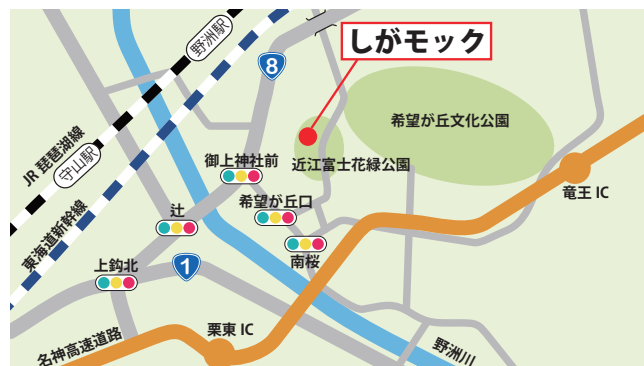 しがモック
野洲駅
8
希望が丘文化公園
JR 琵琶湖線
守山駅
御上神社前
近江富士花緑公園
竜王 IC
東海道新幹線
辻
希望が丘口
南桜
上鈎北
1
栗東 IC
名神高速道路
野洲川